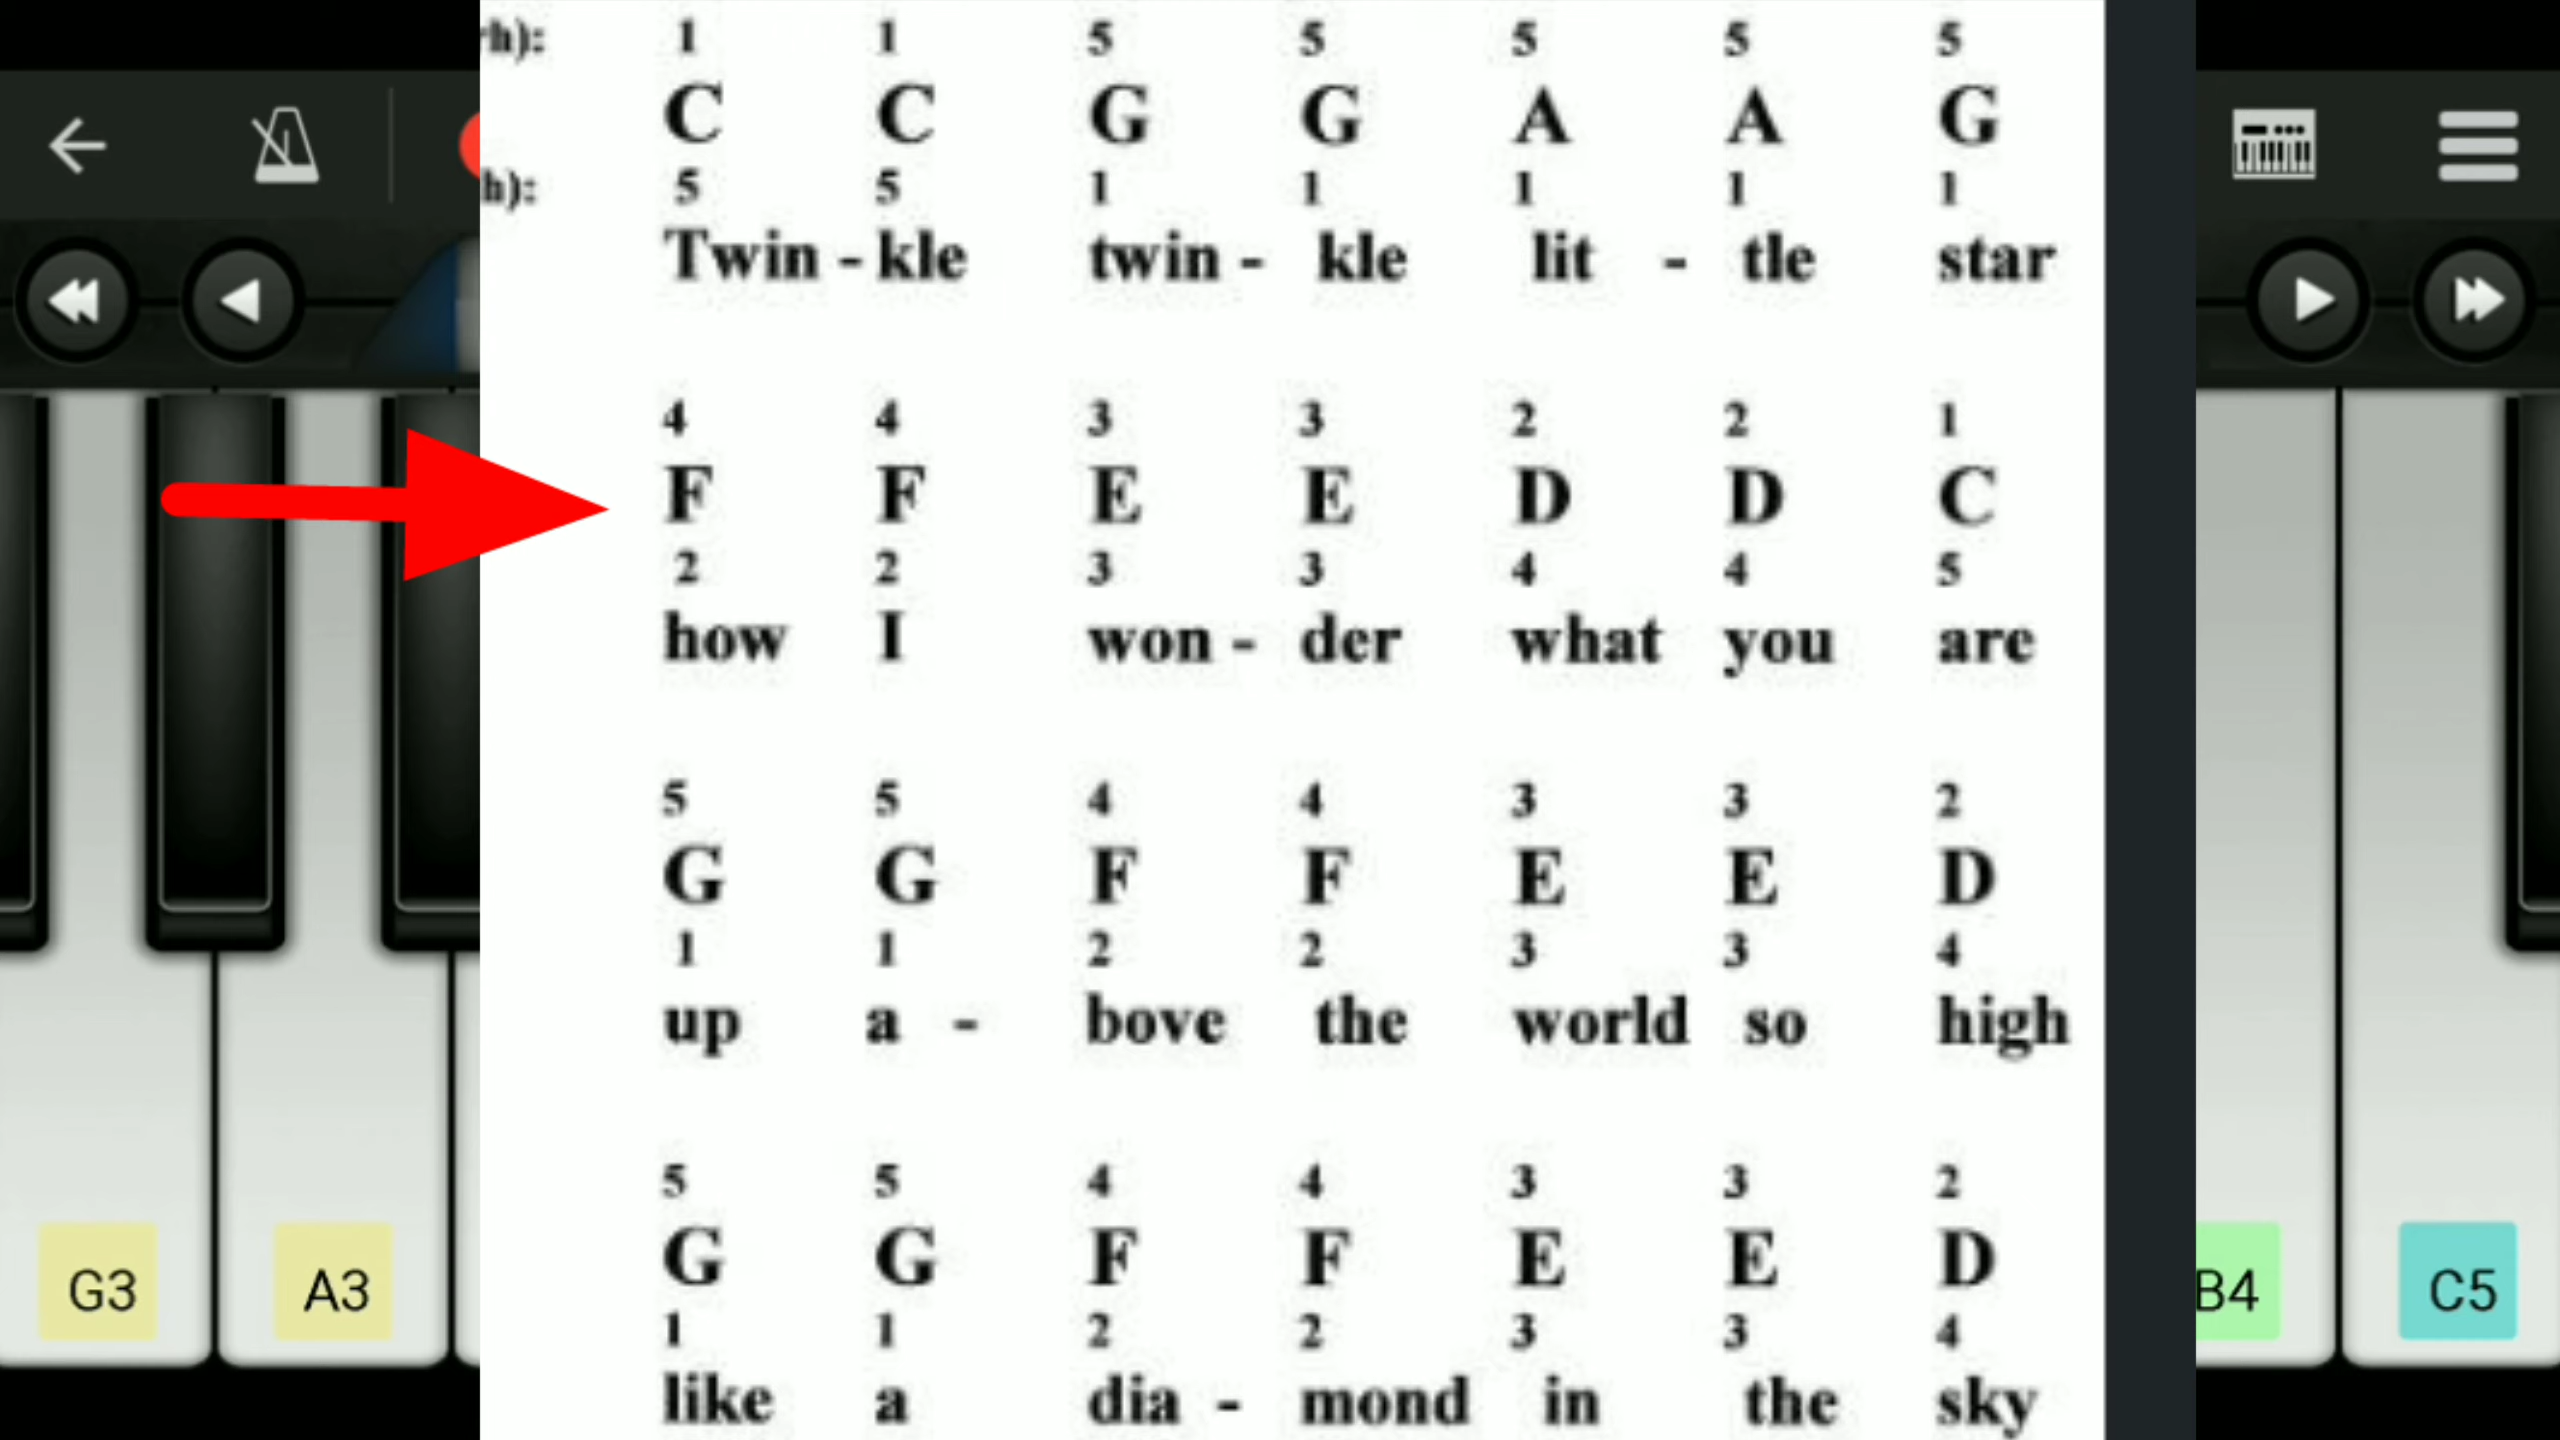 rh): 1 1 5 5 5 5 5
C C G G A A G
h): 5 5 1 1 1 1 1
Twin - kle twin - kle lit - tle star
4 4 3 3 2 2 1
F F E E D D C
2 2 3 3 4 4 5
how I won - der what you are
5 5 4 4 3 3 2
G G F F E E D
1 1 2 2 3 3 4
up a - bove the world so high
5 5 4 4 3 3 2
G G F F E E D
1 1 2 2 3 3 4
like a dia - mond in the sky
G3 A3 B4 C5